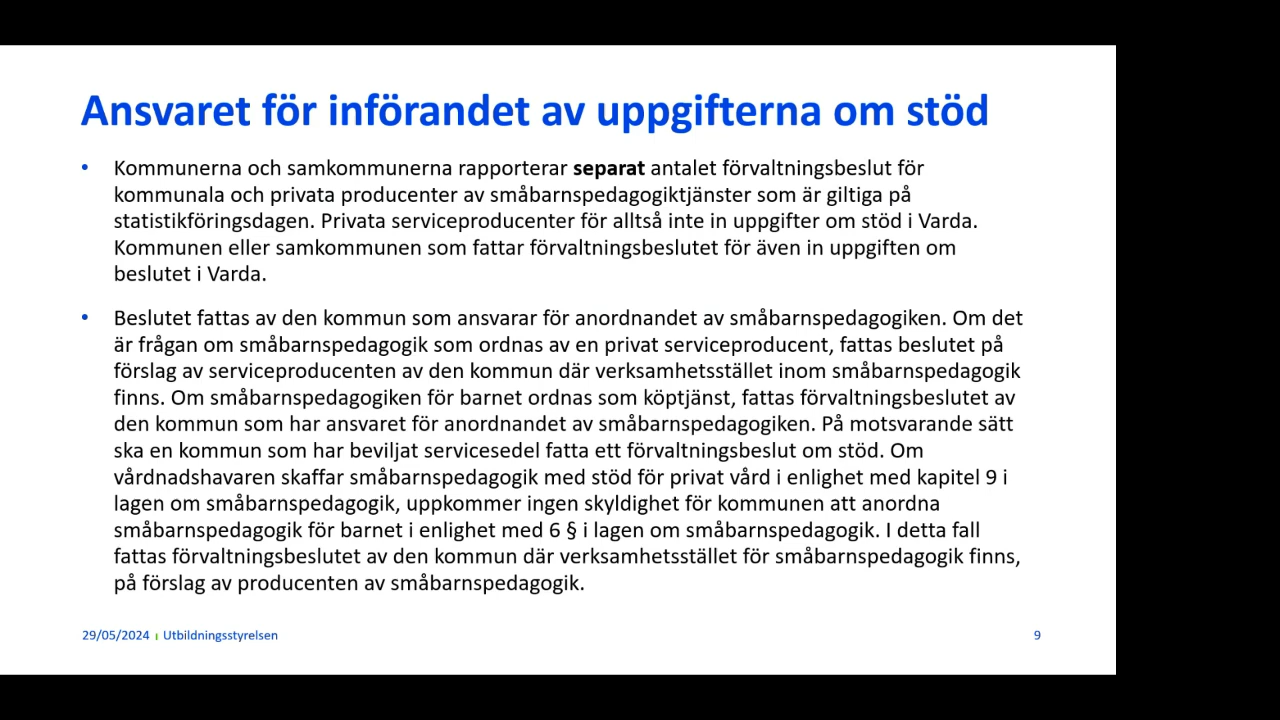 Ansvaret för införandet av uppgifterna om stöd
• Kommunerna och samkommunerna rapporterar separat antalet förvaltningsbeslut för
kommunala och privata producenter av småbarnspedagogiktjänster som är giltiga på
statistikföringsdagen. Privata serviceproducenter för alltså inte in uppgifter om stöd i Varda.
Kommunen eller samkommunen som fattar förvaltningsbeslutet för även in uppgiften om
beslutet i Varda.
• Beslutet fattas av den kommun som ansvarar för anordnandet av småbarnspedagogiken. Om det
är frågan om småbarnspedagogik som ordnas av en privat serviceproducent, fattas beslutet på
förslag av serviceproducenten av den kommun där verksamhetsstället inom småbarnspedagogik
finns. Om småbarnspedagogiken för barnet ordnas som köptjänst, fattas förvaltningsbeslutet av
den kommun som har ansvaret för anordnandet av småbarnspedagogiken. På motsvarande sätt
ska en kommun som har beviljat servicesedel fatta ett förvaltningsbeslut om stöd. Om
vårdnadshavaren skaffar småbarnspedagogik med stöd för privat vård i enlighet med kapitel 9 i
lagen om småbarnspedagogik, uppkommer ingen skyldighet för kommunen att anordna
småbarnspedagogik för barnet i enlighet med 6 § i lagen om småbarnspedagogik. I detta fall
fattas förvaltningsbeslutet av den kommun där verksamhetsstället för småbarnspedagogik finns,
på förslag av producenten av småbarnspedagogik.
29/05/2024 | Utbildningsstyrelsen 9